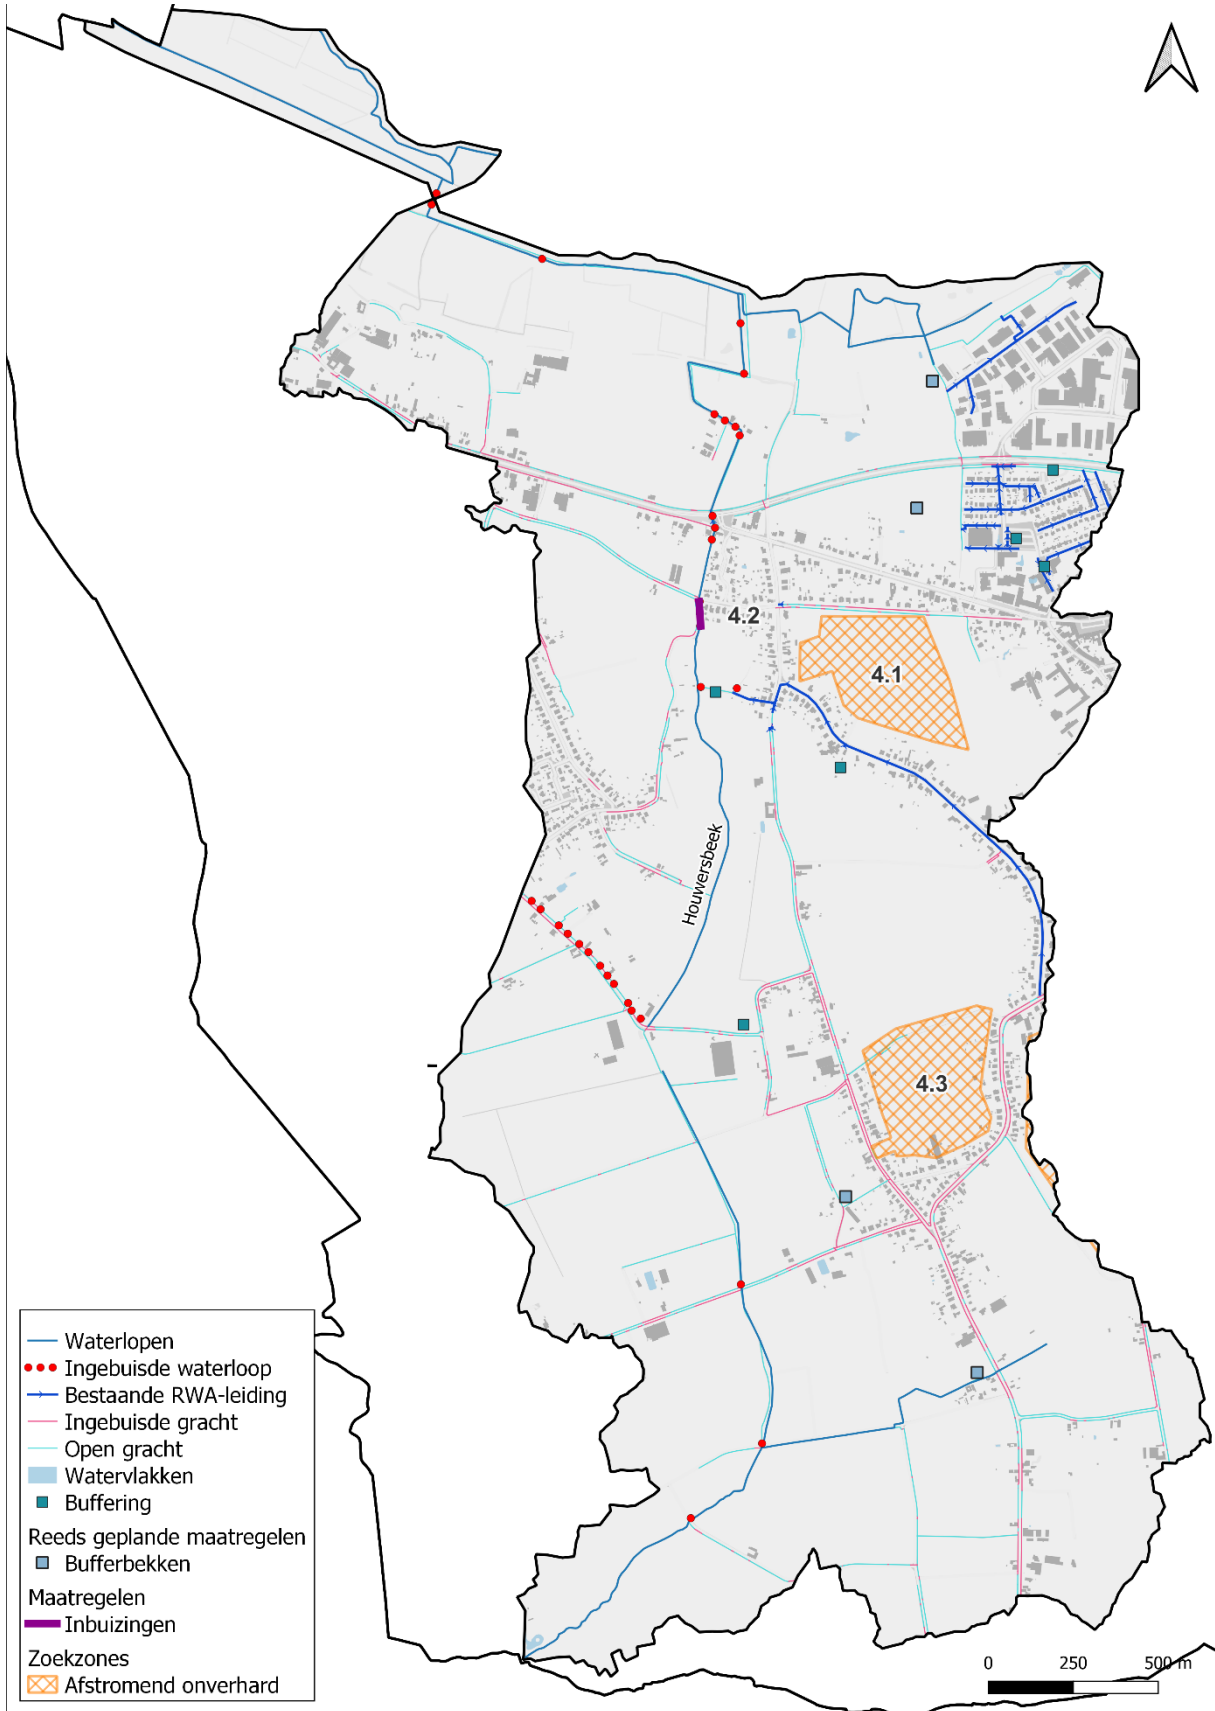 4.2
4.1
Houwersbeek
4.3
Waterlopen
Ingebuisde waterloop
Bestaande RWA-leiding
Ingebuisde gracht
Open gracht
Watervlakken
Buffering
Reeds geplande maatregelen
Bufferbekken
Maatregelen
Inbuizingen
Zoekzones
Afstromend onverhard
0 250 500 m